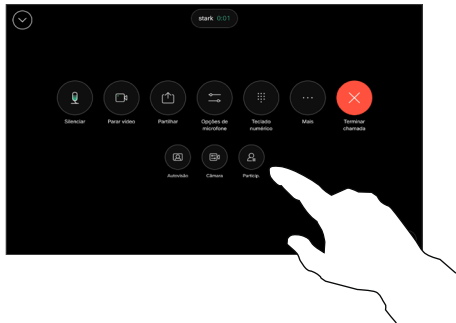 stark 0:01
Silenciar
Parar vídeo
Partilhar
Opções de
microfone
Teclado
numérico
Mais
Terminar
chamada
Autovisão
Câmara
Particip.